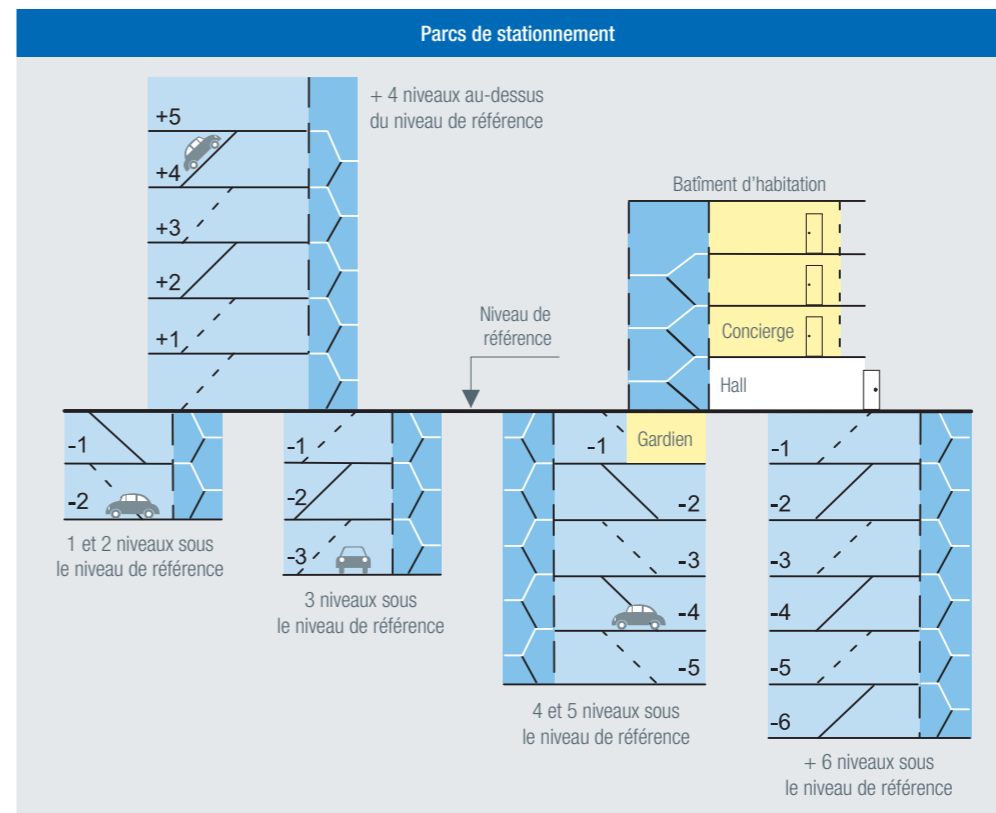 Parcs de stationnement
+ 4 niveaux au-dessus
du niveau de référence
+5
+4
+3
+2
+1
Batîment d'habitation
Concierge
Hall
Niveau de
référence
-1
-2
1 et 2 niveaux sous
le niveau de référence
-1
-2
-3
3 niveaux sous
le niveau de référence
-1
Gardien
-2
-3
-4
-5
4 et 5 niveaux sous
le niveau de référence
-1
-2
-3
-4
-5
-6
+ 6 niveaux sous
le niveau de référence